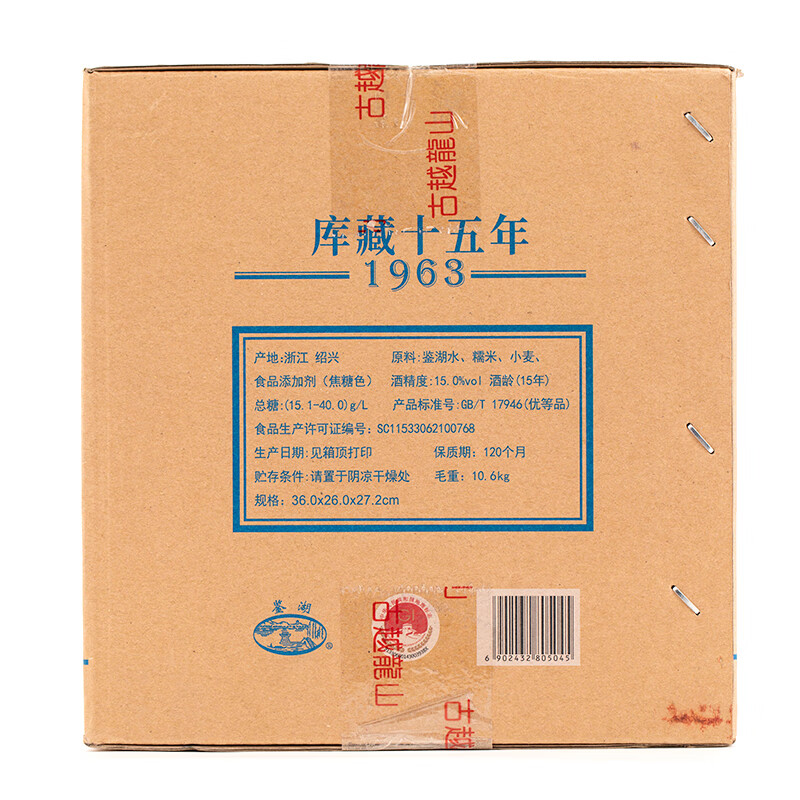 古越
古越龍山
库藏十五年
1963
产地:浙江 绍兴 原料:鉴湖水、糯米、小麦、
食品添加剂（焦糖色） 酒精度:15.0%vol 酒龄(15年)
总糖:(15.1-40.0)g/L 产品标准号:GB/T 17946(优等品)
食品生产许可证编号: SC11533062100768
生产日期:见箱顶打印 保质期: 120个月
贮存条件:请置于阴凉干燥处 毛重: 10.6kg
规格: 36.0x26.0x27.2cm
鉴湖
®
古越龍山
古越
6 902432 805045